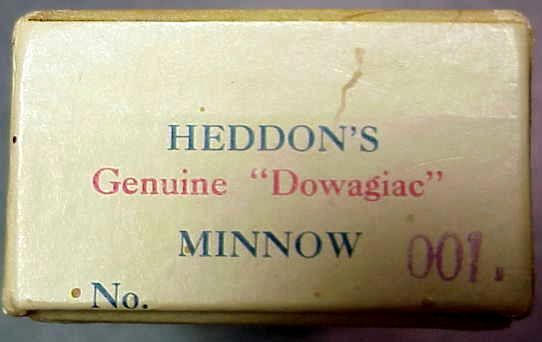 HEDDON'S
Genuine "Dowagiac"
MINNOW
No. 001.